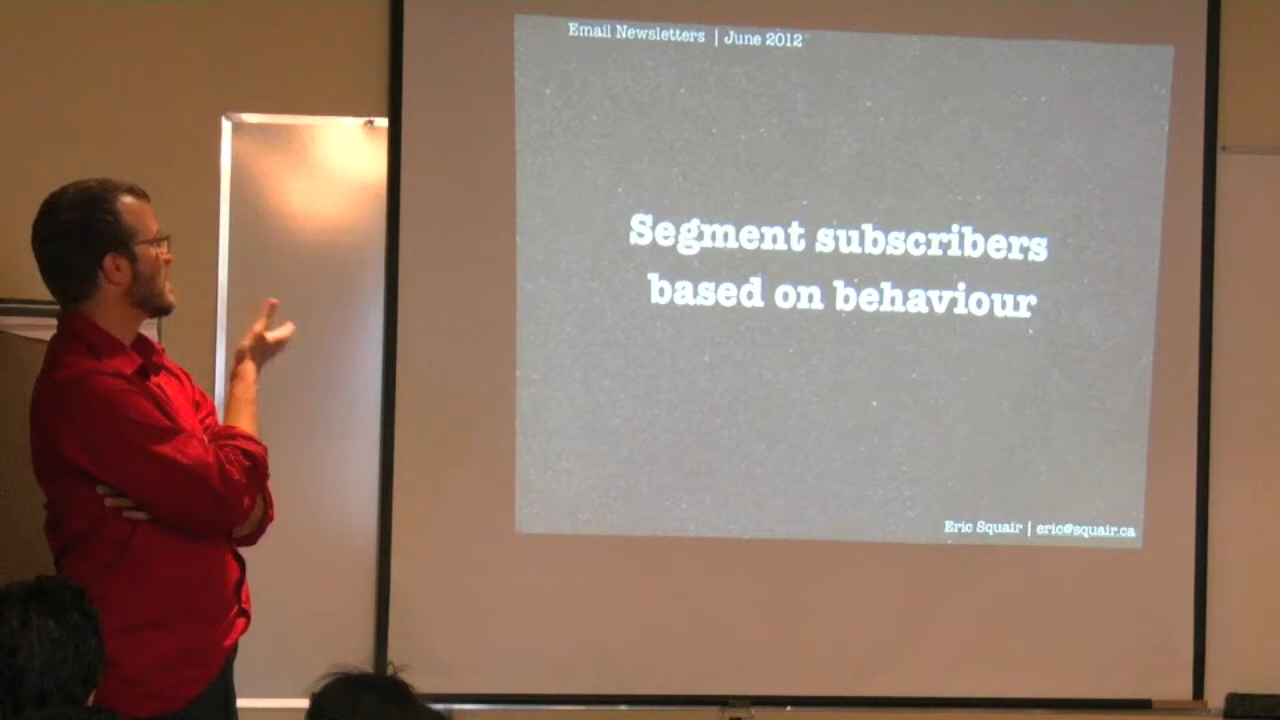 Email Newsletters | June 2012
Segment subscribers
based on behaviour
Eric Squair | eric@squair.ca